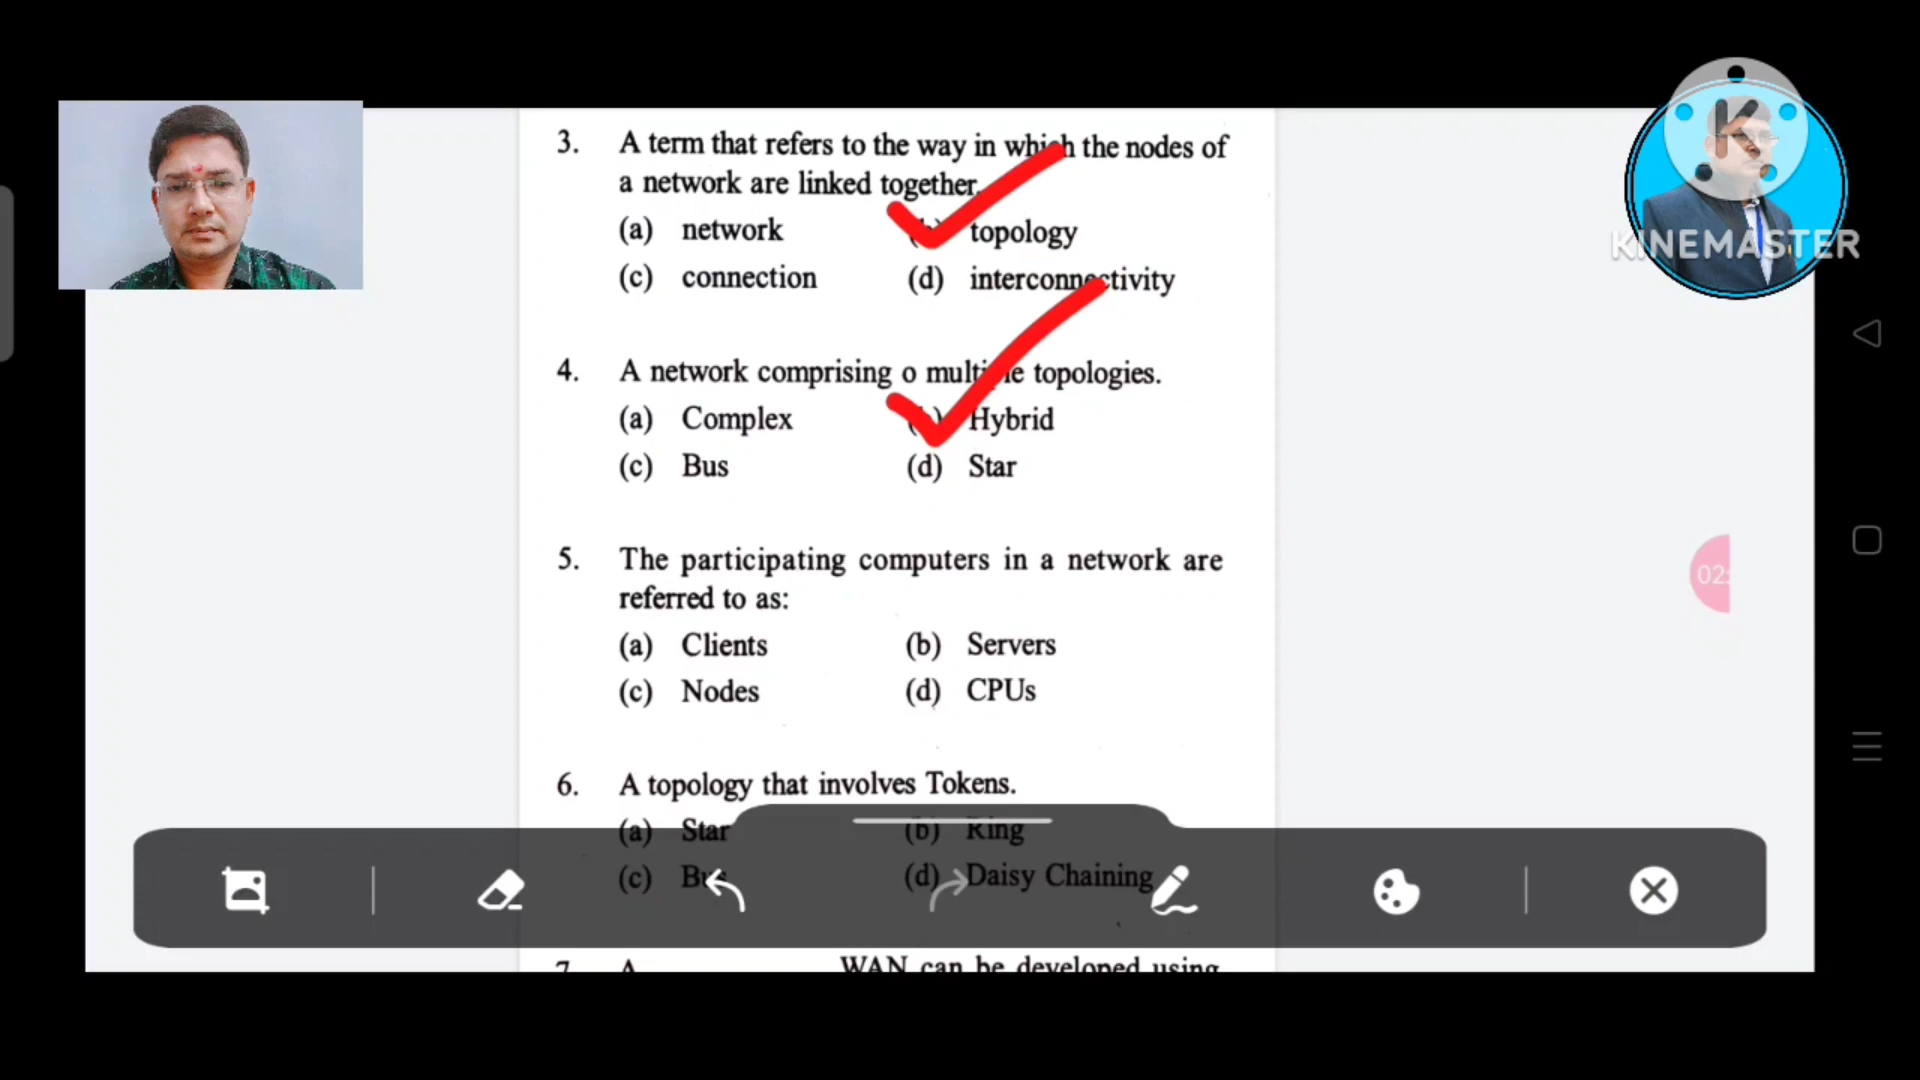 3. A term that refers to the way in which the nodes of
a network are linked together.
(a) network topology
(c) connection (d) interconnectivity
4. A network comprising o multiple topologies.
(a) Complex Hybrid
(c) Bus (d) Star
5. The participating computers in a network are
referred to as:
(a) Clients (b) Servers
(c) Nodes (d) CPUs
6. A topology that involves Tokens.
(a) Star (b) Ring
(c) Bus (d) Daisy Chaining
7. A WAN can be developed using
K
KINEMASTER
02: